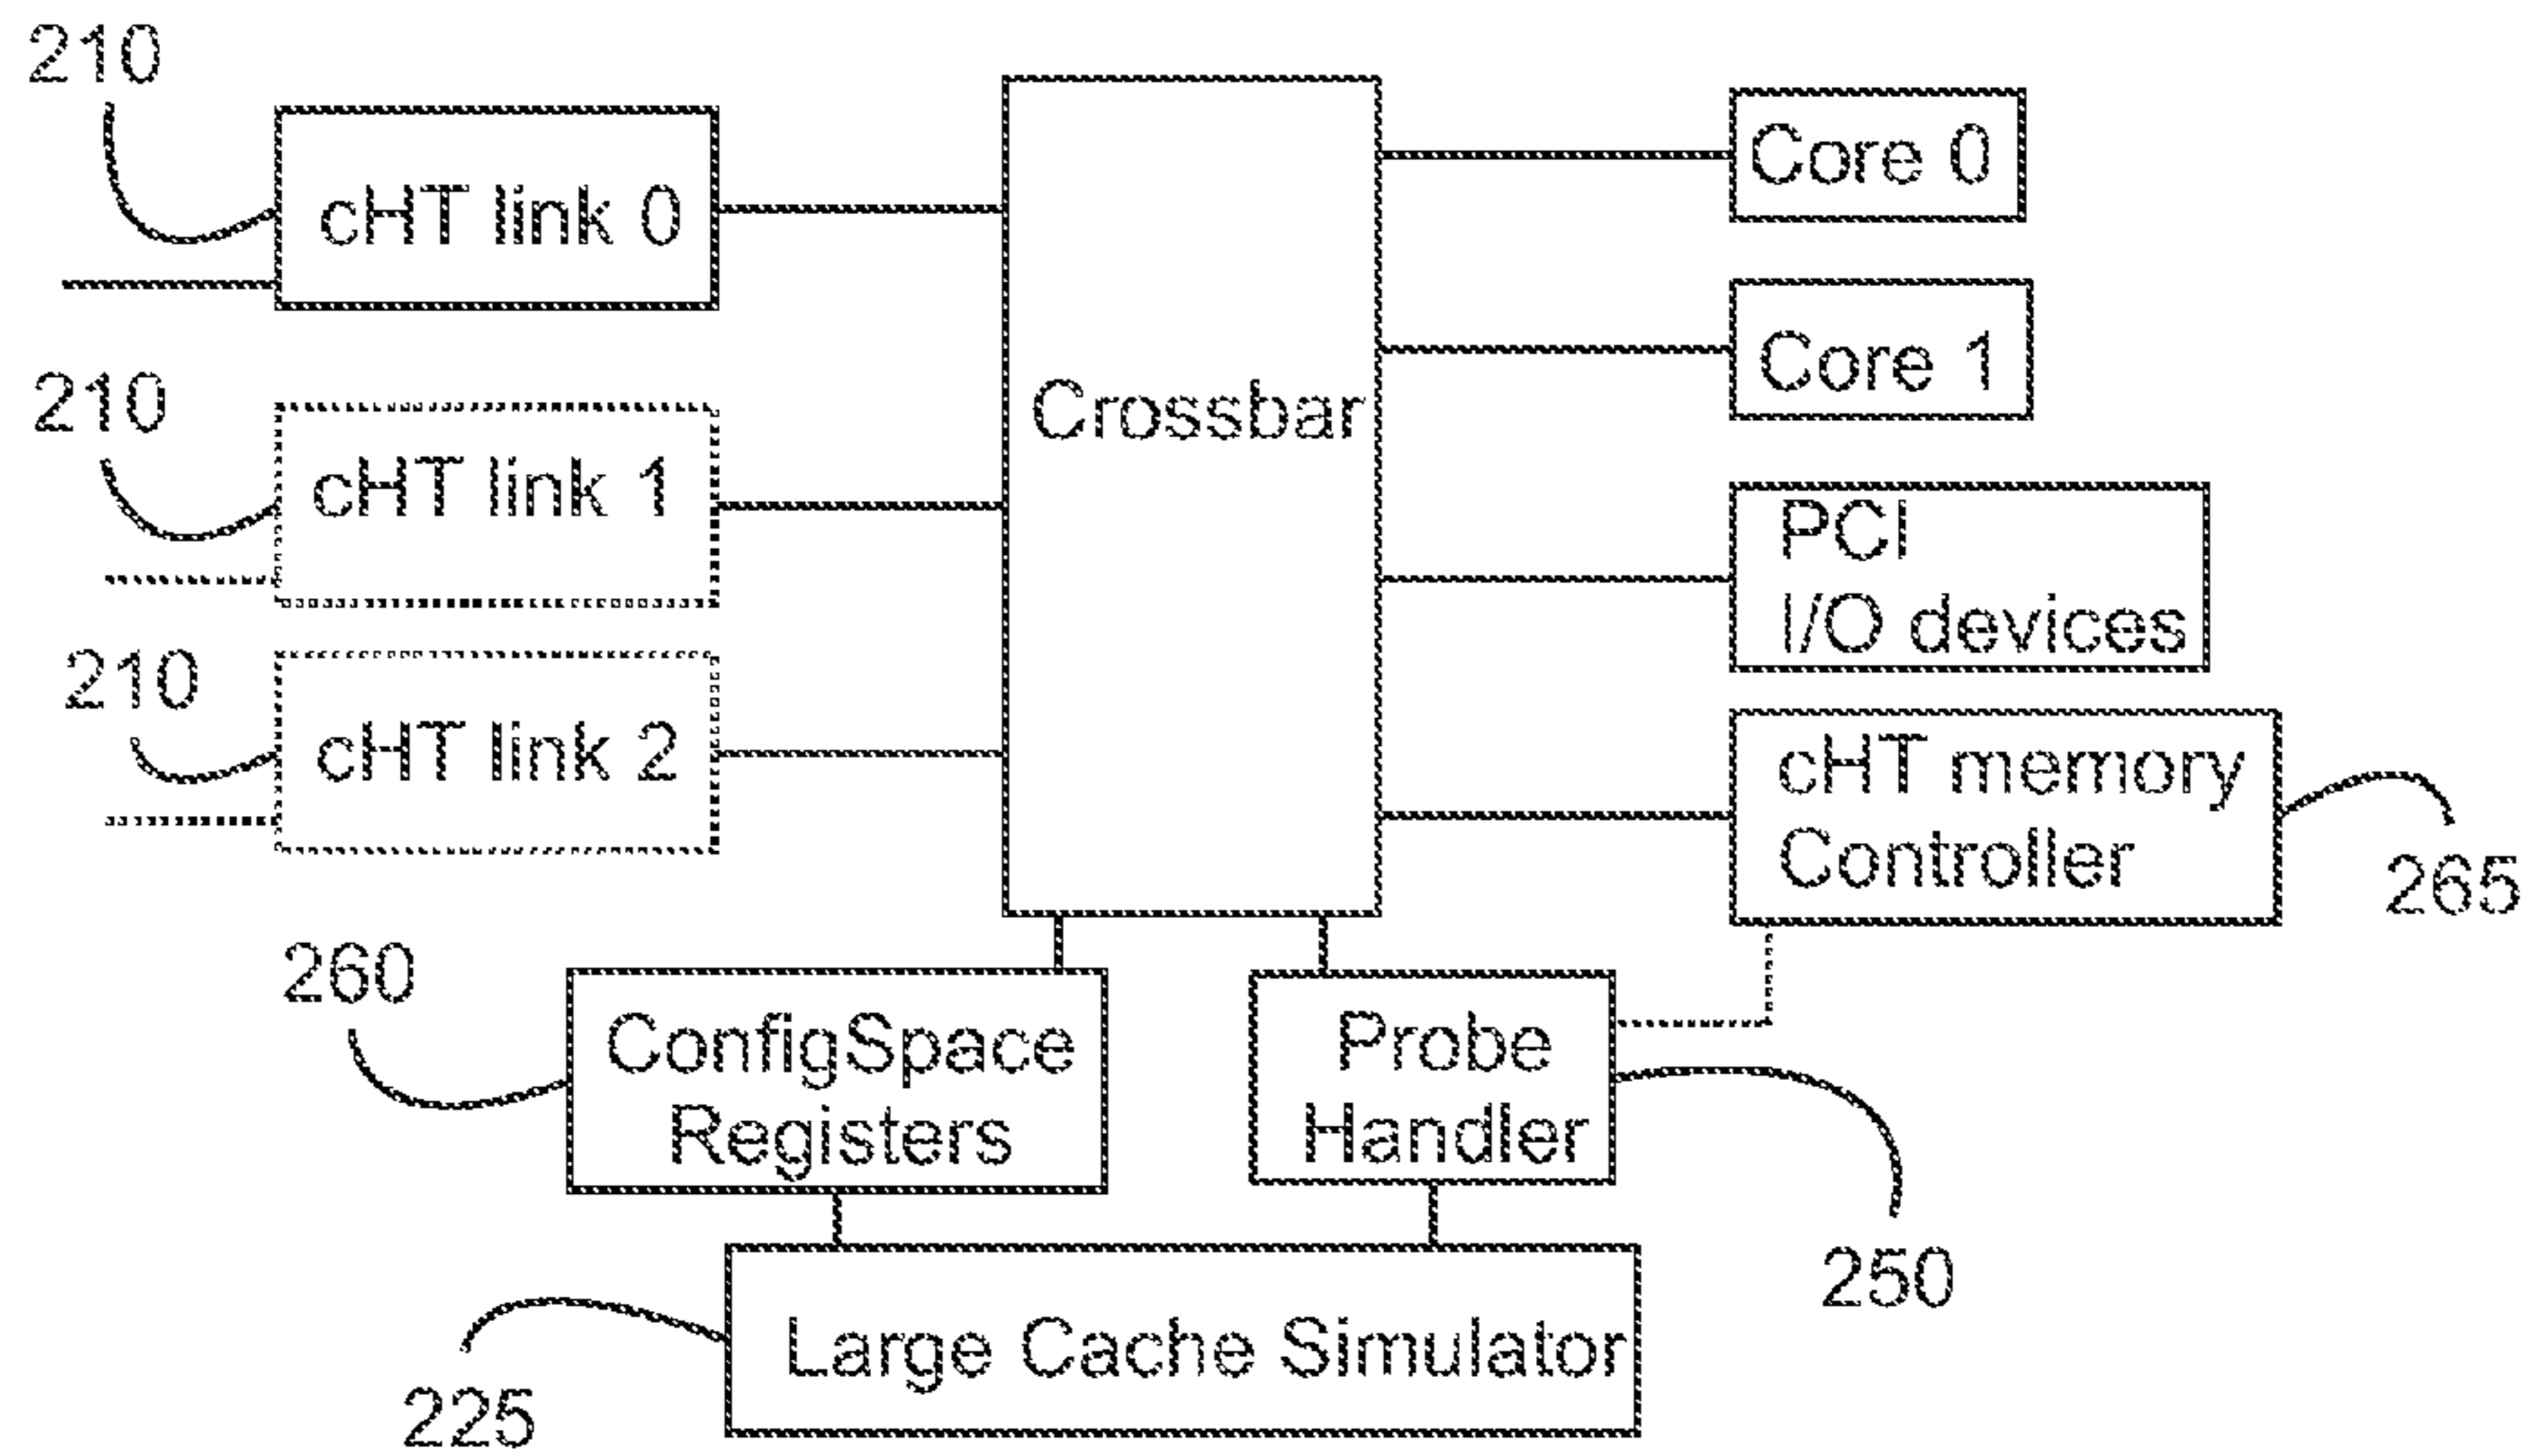 210
cHT link 0
Core 0
210
cHT link 1
Crossbar
Core 1
PCI
I/O devices
210
cHT link 2
cHT memory
Controller
265
260
ConfigSpace
Registers
Probe
Handler
250
Large Cache Simulator
225